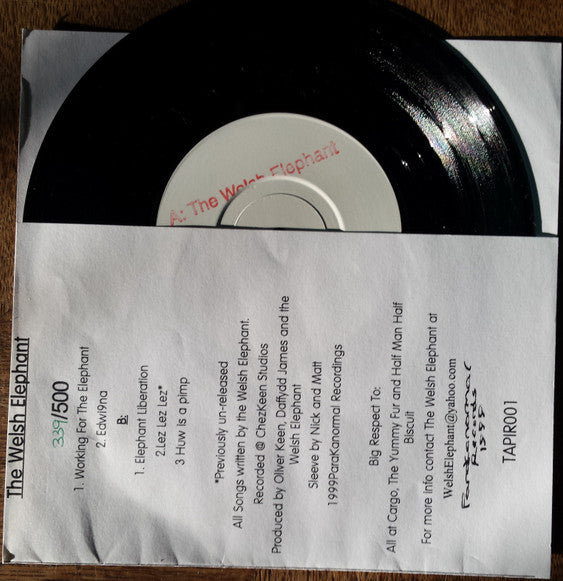 A: The Welsh Elephant
The Welsh Elephant
339/500
1. Working For The Elephant
2. Edwi9na
B:
1. Elephant Liberation
2.Lez Lez Lez*
3 Huw is a pimp
*Previously un-released
All Songs written by the Welsh Elephant.
Recorded @ ChezKeen Studios
Produced by Oliver Keen, Daffydd James and the
Welsh Elephant
Sleeve by Nick and Matt
1999ParaKanormal Recordings
Big Respect To:
All at Cargo, The Yummy Fur and Half Man Half
Biscuit
For more info contact The Welsh Elephant at
WelshElephant@yahoo.com
Records
1999
TAPIR001